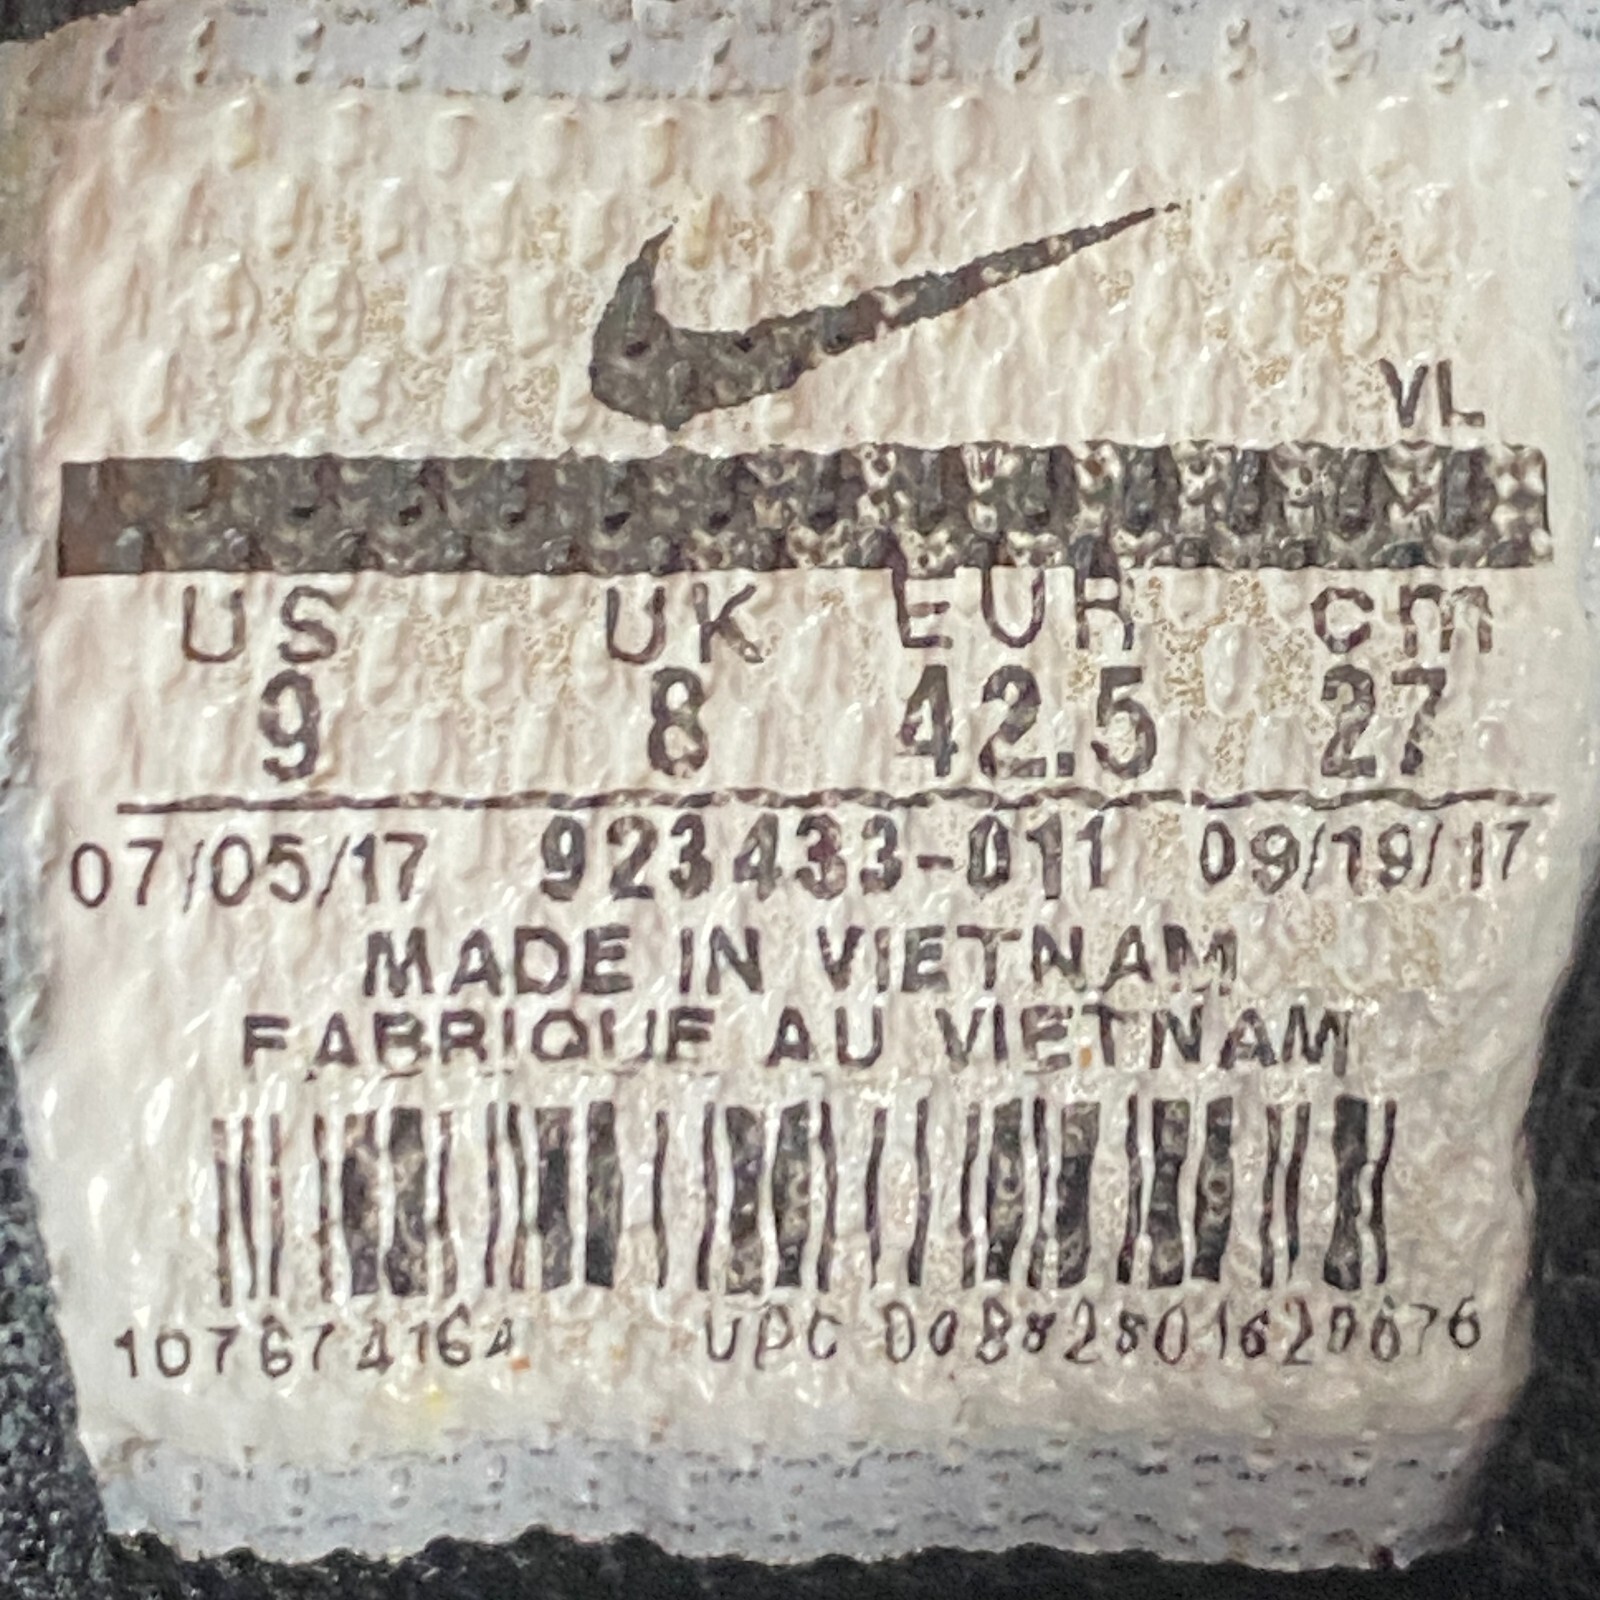 VL
US UK EUR cm
9 8 42.5 27
07/05/17 923433-011 09/19/17
MADE IN VIETNAM
FABRIQUE AU VIETNAM
1076741764 UPC 00882801620676